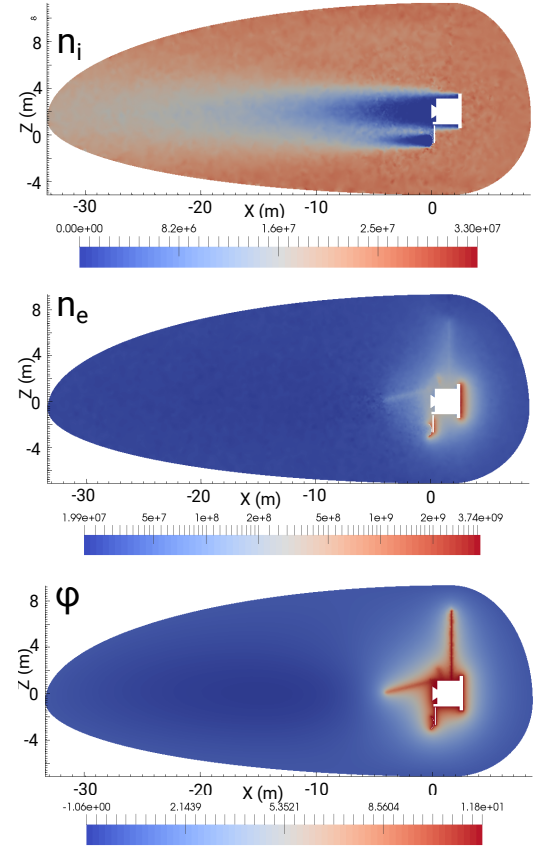 n_i
8
8
4
0
-4
Z (m)
-30 -20 -10 0
X (m)
0.00e+00 8.2e+6 1.6e+7 2.5e+7 3.30e+07
n_e
8
4
0
-4
Z (m)
-30 -20 -10 0
X (m)
1.99e+07 5e+7 1e+8 2e+8 5e+8 1e+9 2e+9 3.74e+09
φ
8
4
0
-4
Z (m)
-30 -20 -10 0
X (m)
-1.06e+00 2.1439 5.3521 8.5604 1.18e+01